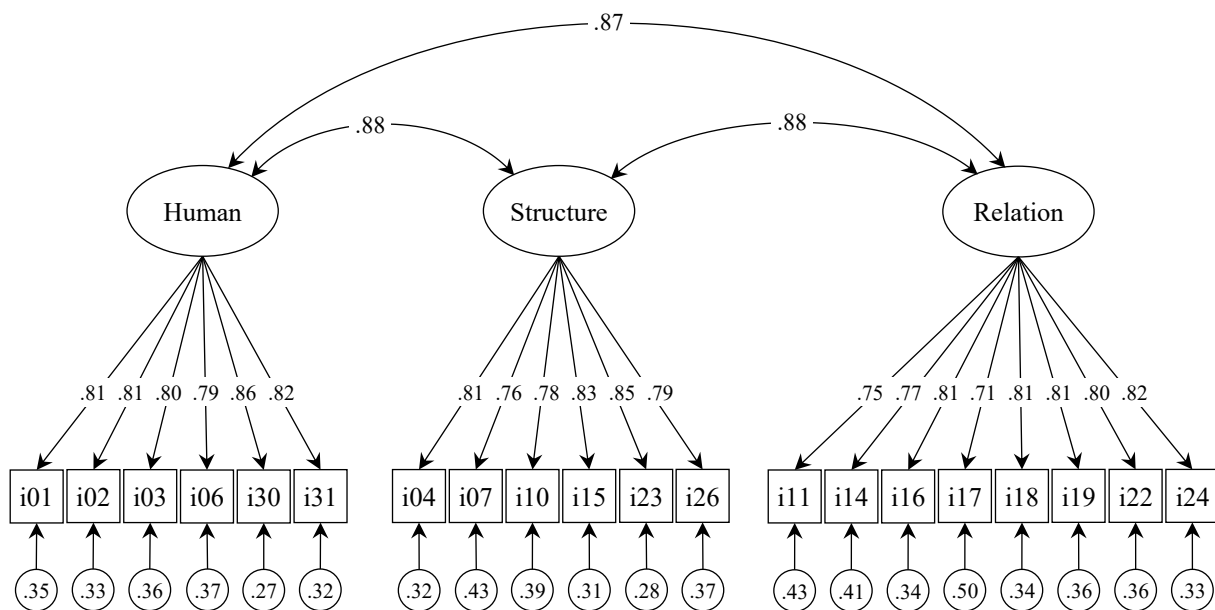 .87
.88 .88
Human Structure Relation
.81 .81 .80 .79 .86 .82 .81 .76 .78 .83 .85 .79 .75 .77 .81 .71 .81 .81 .80 .82
i01 i02 i03 i06 i30 i31 i04 i07 i10 i15 i23 i26 i11 i14 i16 i17 i18 i19 i22 i24
.35 .33 .36 .37 .27 .32 .32 .43 .39 .31 .28 .37 .43 .41 .34 .50 .34 .36 .36 .33